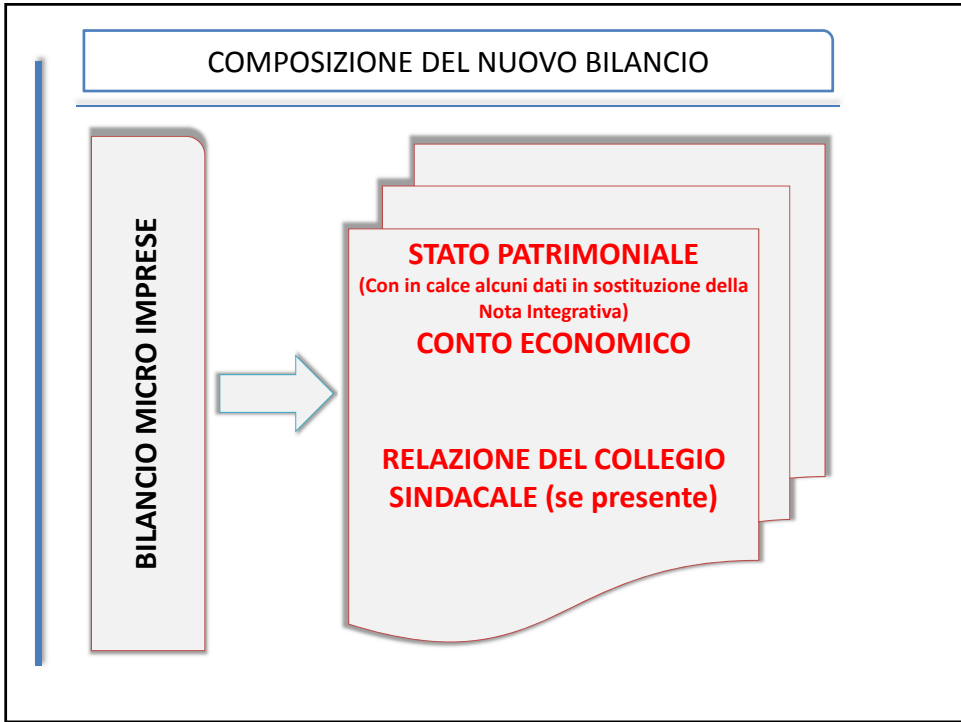 COMPOSIZIONE DEL NUOVO BILANCIO
BILANCIO MICRO IMPRESE
STATO PATRIMONIALE
(Con in calce alcuni dati in sostituzione della
Nota Integrativa)
CONTO ECONOMICO
RELAZIONE DEL COLLEGIO
SINDACALE (se presente)